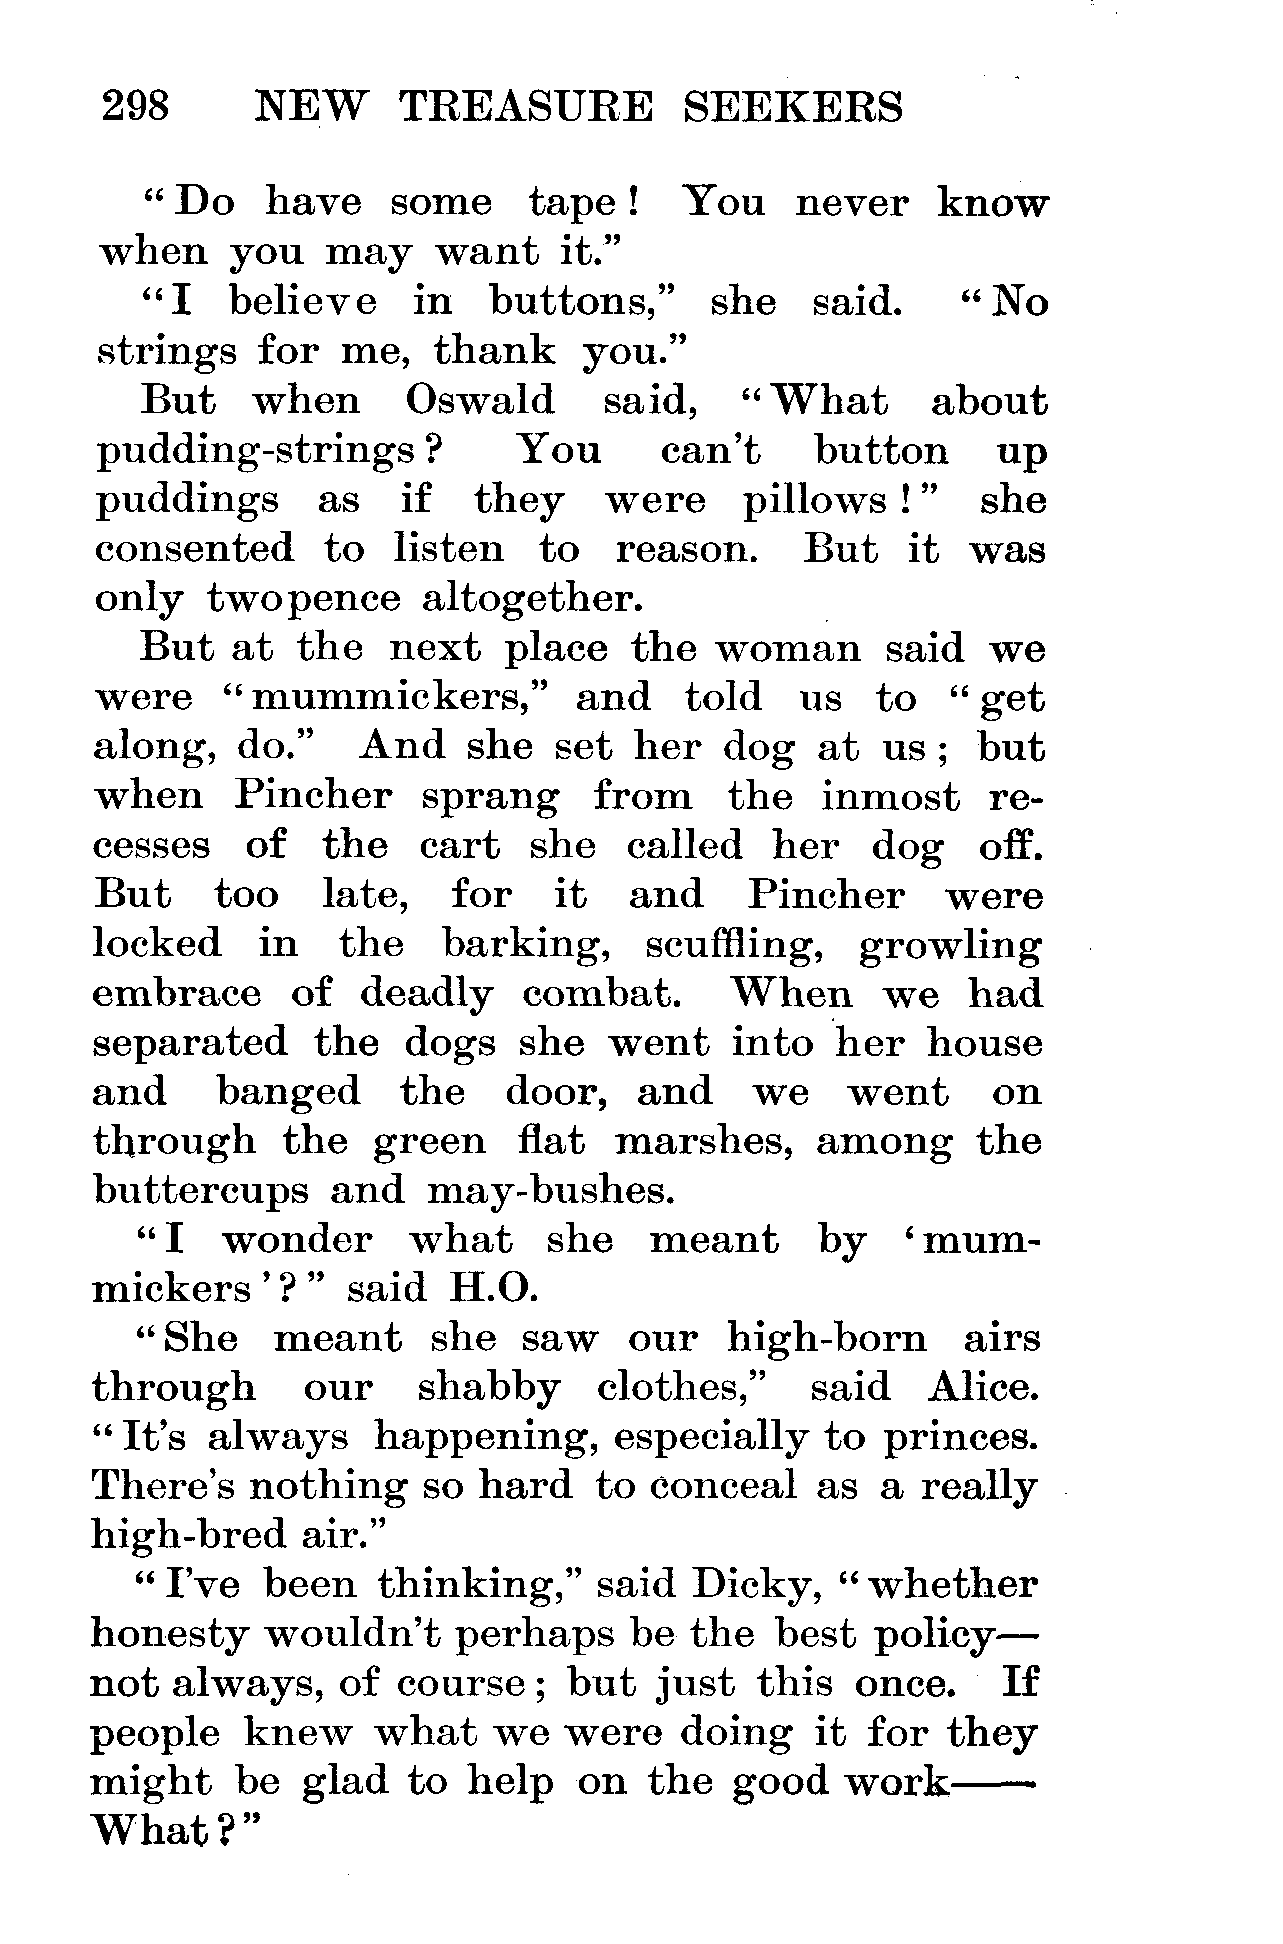 298 NEW TREASURE SEEKERS
“Do have some tape! You never know
when you may want it.”
“I believe in buttons,” she said. “No
strings for me, thank you.”
But when Oswald said, “What about
pudding-strings? You can't button up
puddings as if they were pillows!” she
consented to listen to reason. But it was
only twopence altogether.
But at the next place the woman said we
were “mummickers,” and told us to “get
along, do.” And she set her dog at us; but
when Pincher sprang from the inmost re-
cesses of the cart she called her dog off.
But too late, for it and Pincher were
locked in the barking, scuffling, growling
embrace of deadly combat. When we had
separated the dogs she went into her house
and banged the door, and we went on
through the green flat marshes, among the
buttercups and may-bushes.
“I wonder what she meant by ‘mum-
mickers’?” said H.O.
“She meant she saw our high-born airs
through our shabby clothes,” said Alice.
“It's always happening, especially to princes.
There's nothing so hard to conceal as a really
high-bred air.”
“I've been thinking,” said Dicky, “whether
honesty wouldn't perhaps be the best policy—
not always, of course; but just this once. If
people knew what we were doing it for they
might be glad to help on the good work——
What?”